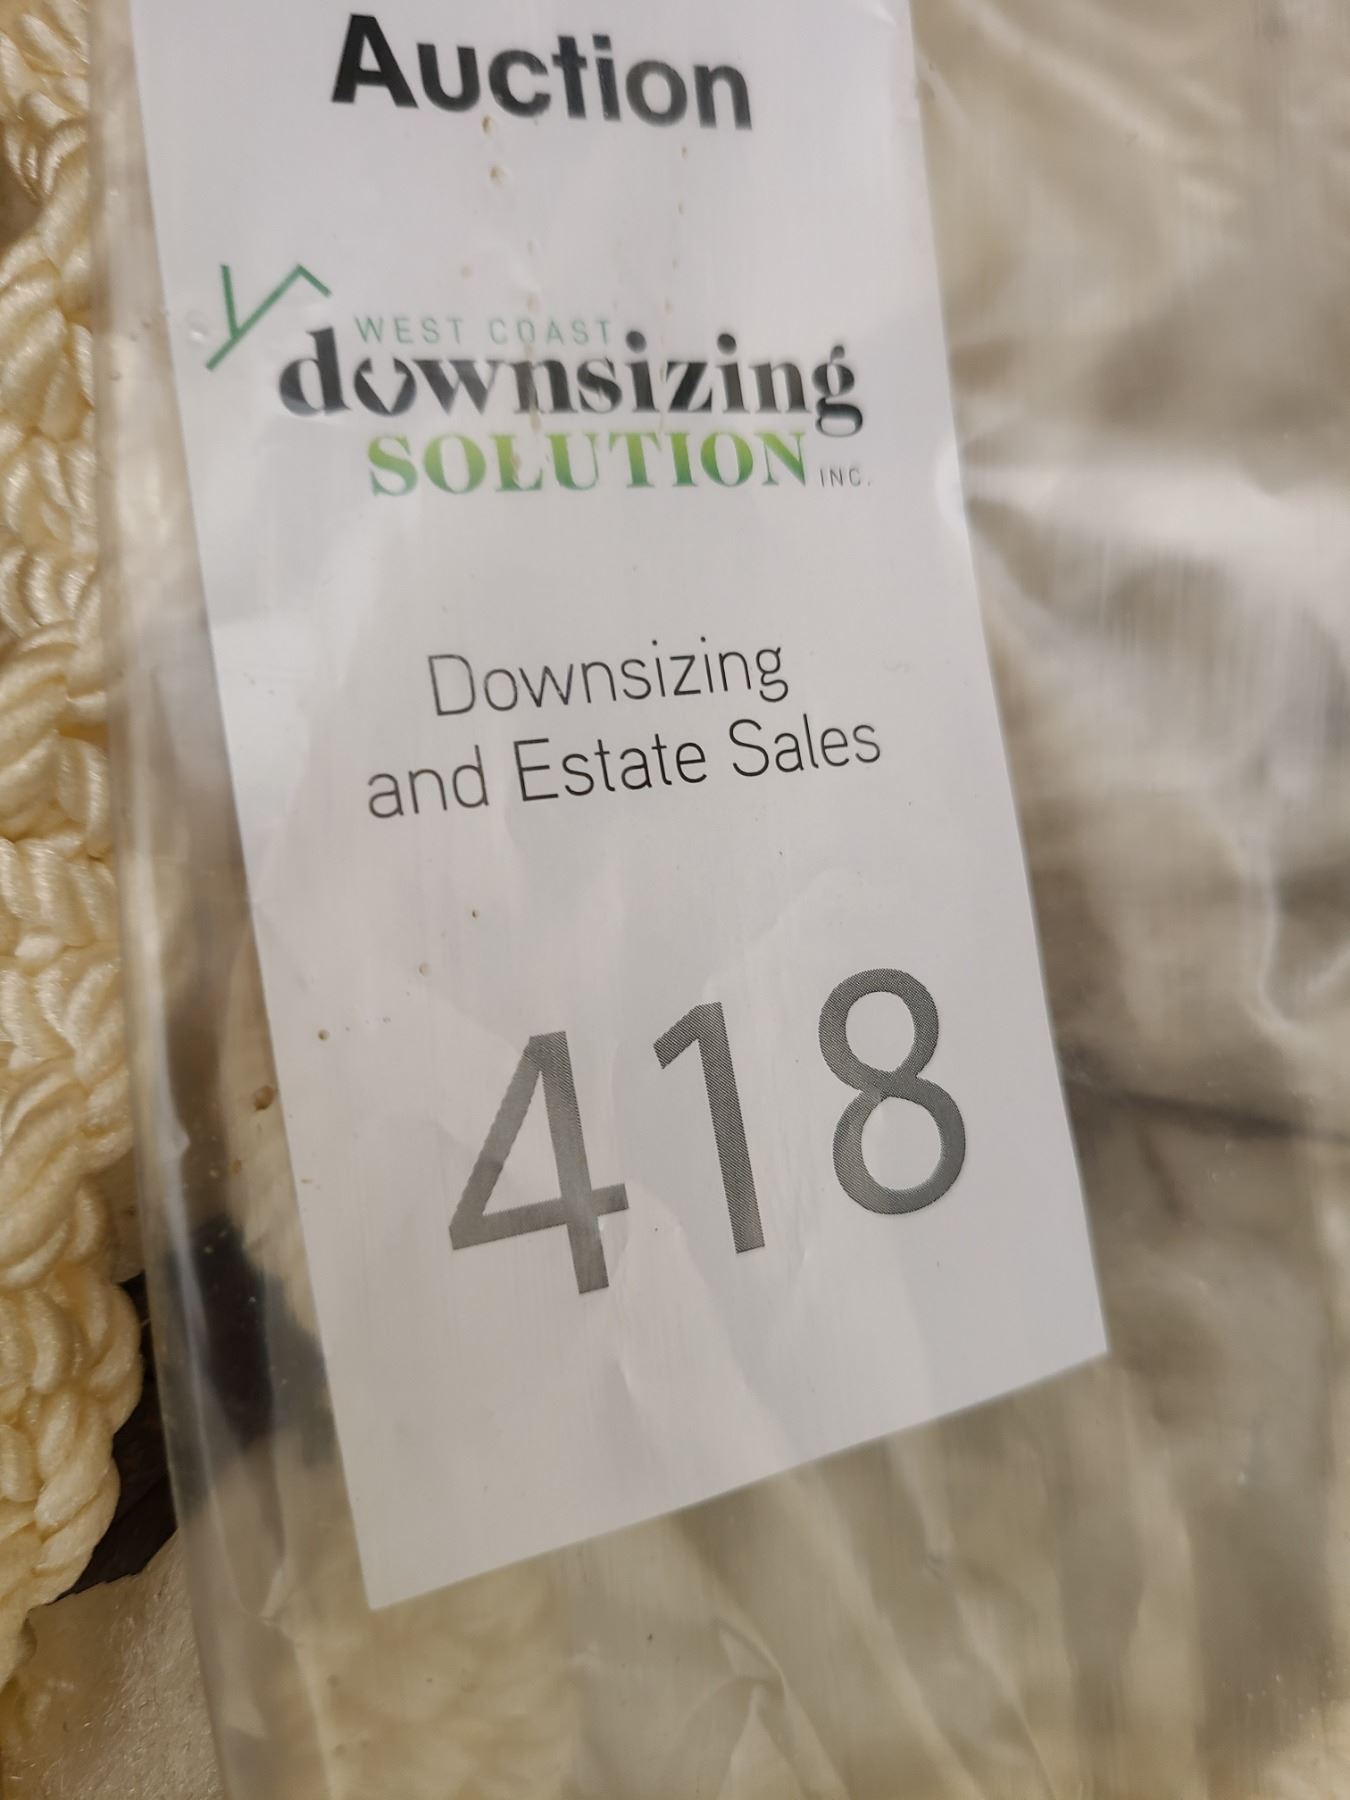 Auction
WEST COAST
downsizing
SOLUTION INC.
Downsizing
and Estate Sales
418